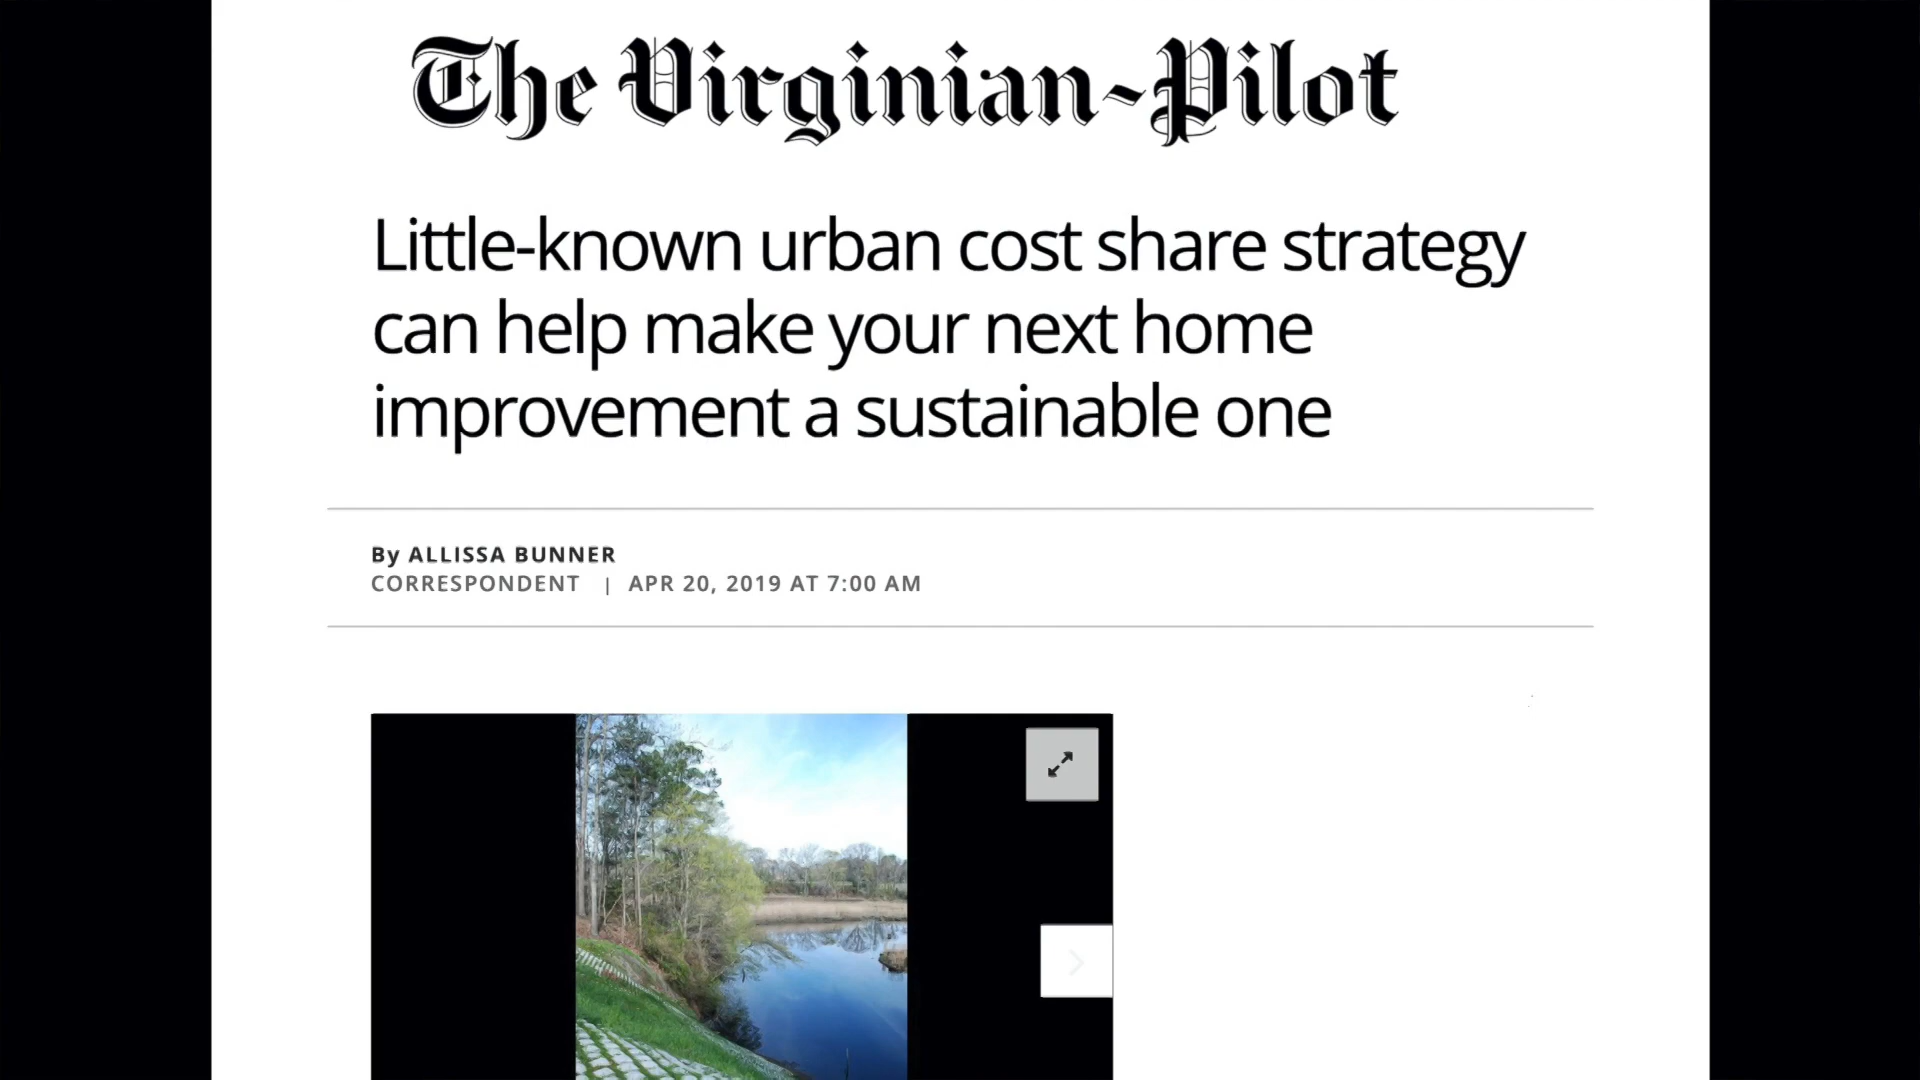 The Virginian-Pilot
Little-known urban cost share strategy
can help make your next home
improvement a sustainable one
By ALLISSA BUNNER
CORRESPONDENT | APR 20, 2019 AT 7:00 AM